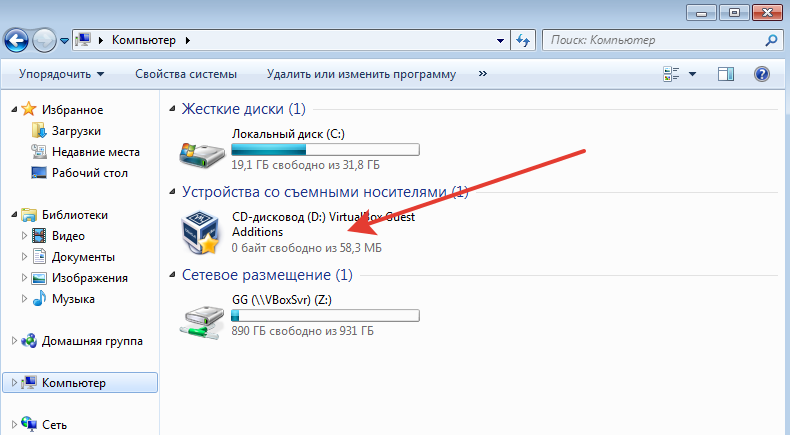 Компьютер
Поиск: Компьютер
Упорядочить Свойства системы Удалить или изменить программу »
Избранное
Загрузки
Недавние места
Рабочий стол
Библиотеки
Видео
Документы
Изображения
Музыка
Домашняя группа
Компьютер
Сеть
Жесткие диски (1)
Локальный диск (C:)
19,1 ГБ свободно из 31,8 ГБ
Устройства со съемными носителями (1)
CD-дисковод (D:) VirtualBox Guest
Additions
0 байт свободно из 58,3 МБ
Сетевое размещение (1)
GG (\\VBoxSvr) (Z:)
890 ГБ свободно из 931 ГБ